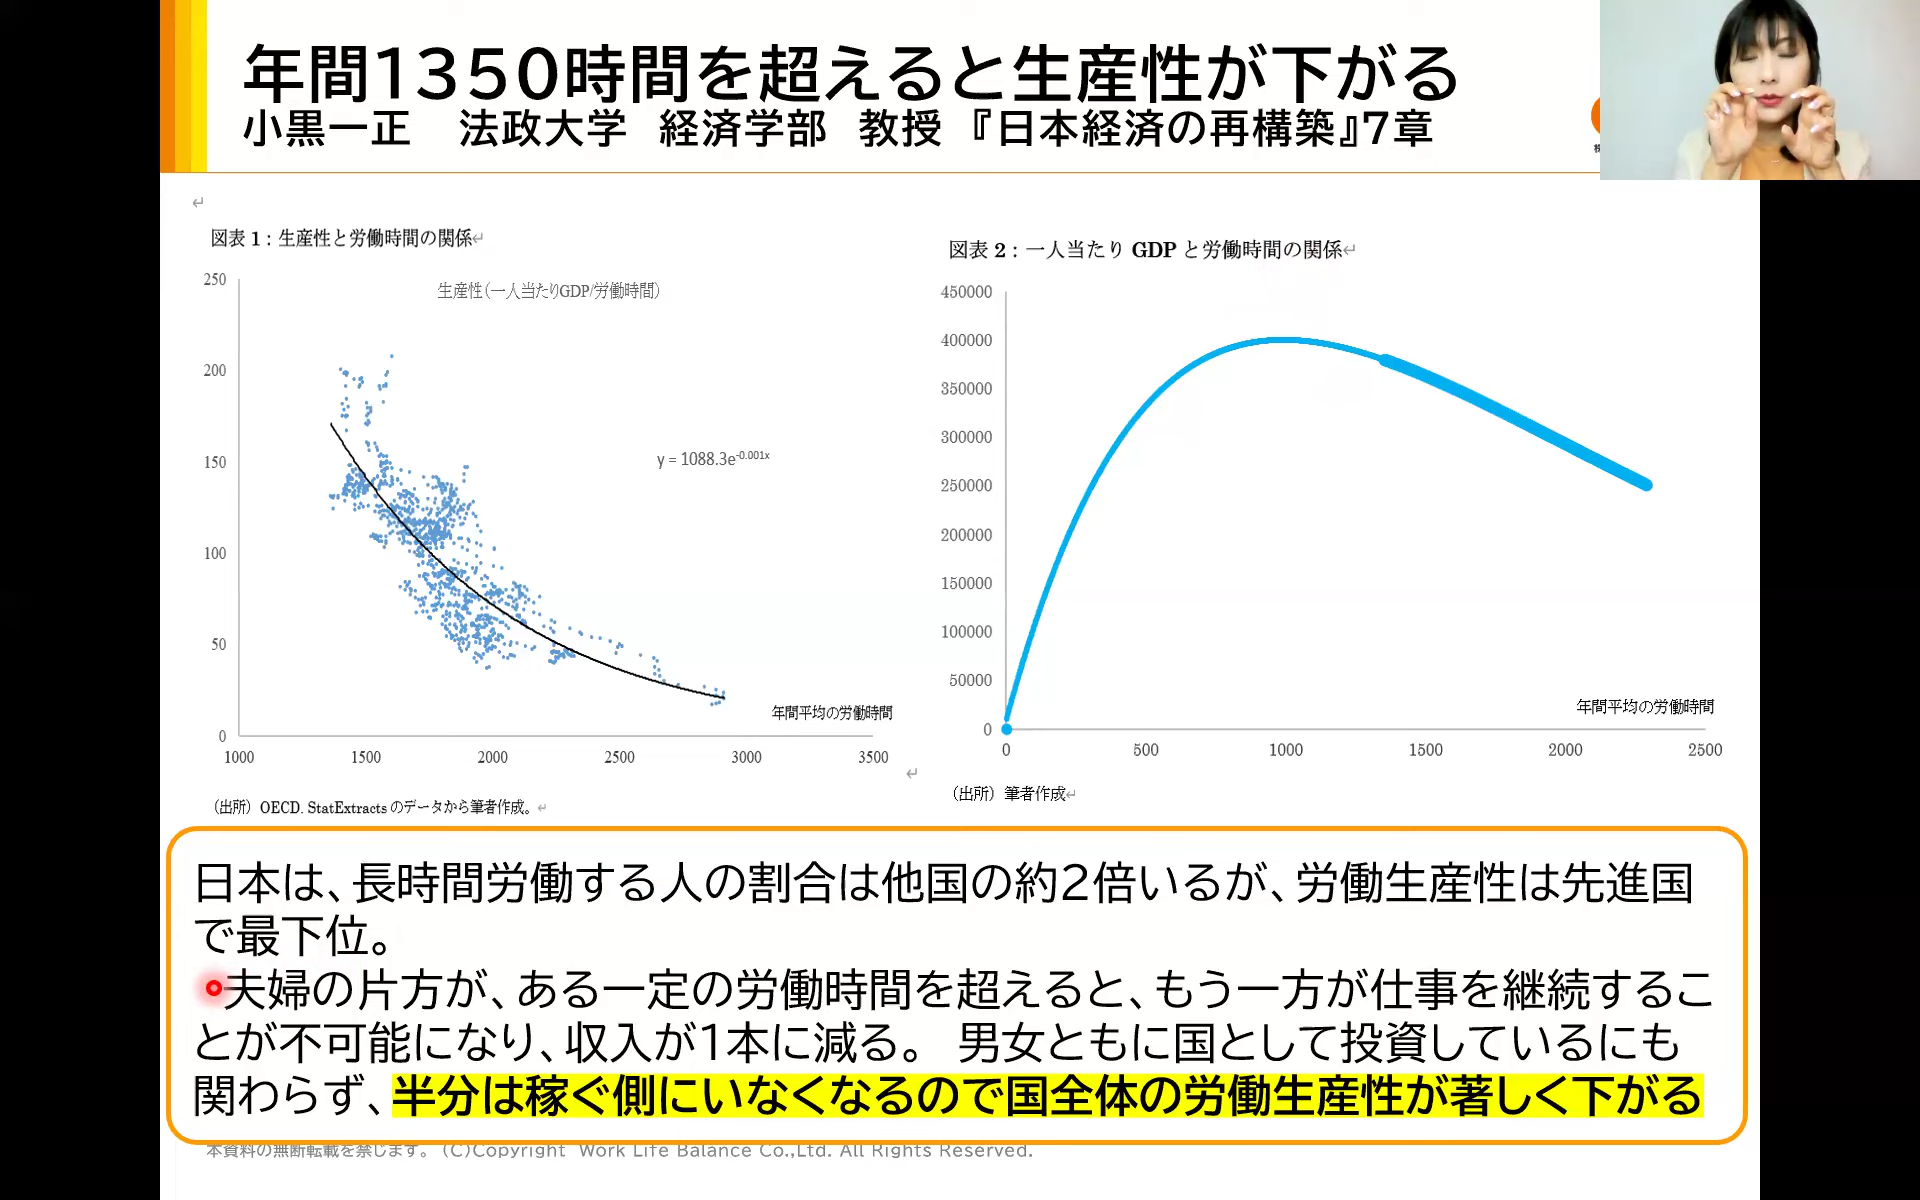 年間1350時間を超えると生産性が下がる
小黒一正　法政大学　経済学部　教授『日本経済の再構築』7章
図表 1：生産性と労働時間の関係
生産性（一人当たりGDP/労働時間）
250
200
150
100
50
0
y = 1088.3e-0.001x
年間平均の労働時間
1000 1500 2000 2500 3000 3500
（出所）OECD. StatExtracts のデータから筆者作成。
図表 2：一人当たり GDP と労働時間の関係
450000
400000
350000
300000
250000
200000
150000
100000
50000
0
年間平均の労働時間
0 500 1000 1500 2000 2500
（出所）筆者作成
日本は、長時間労働する人の割合は他国の約2倍いるが、労働生産性は先進国
で最下位。
夫婦の片方が、ある一定の労働時間を超えると、もう一方が仕事を継続するこ
とが不可能になり、収入が1本に減る。 男女ともに国として投資しているにも
関わらず、半分は稼ぐ側にいなくなるので国全体の労働生産性が著しく下がる
本資料の無断転載を禁じます。 (C)Copyright Work Life Balance Co.,Ltd. All Rights Reserved.